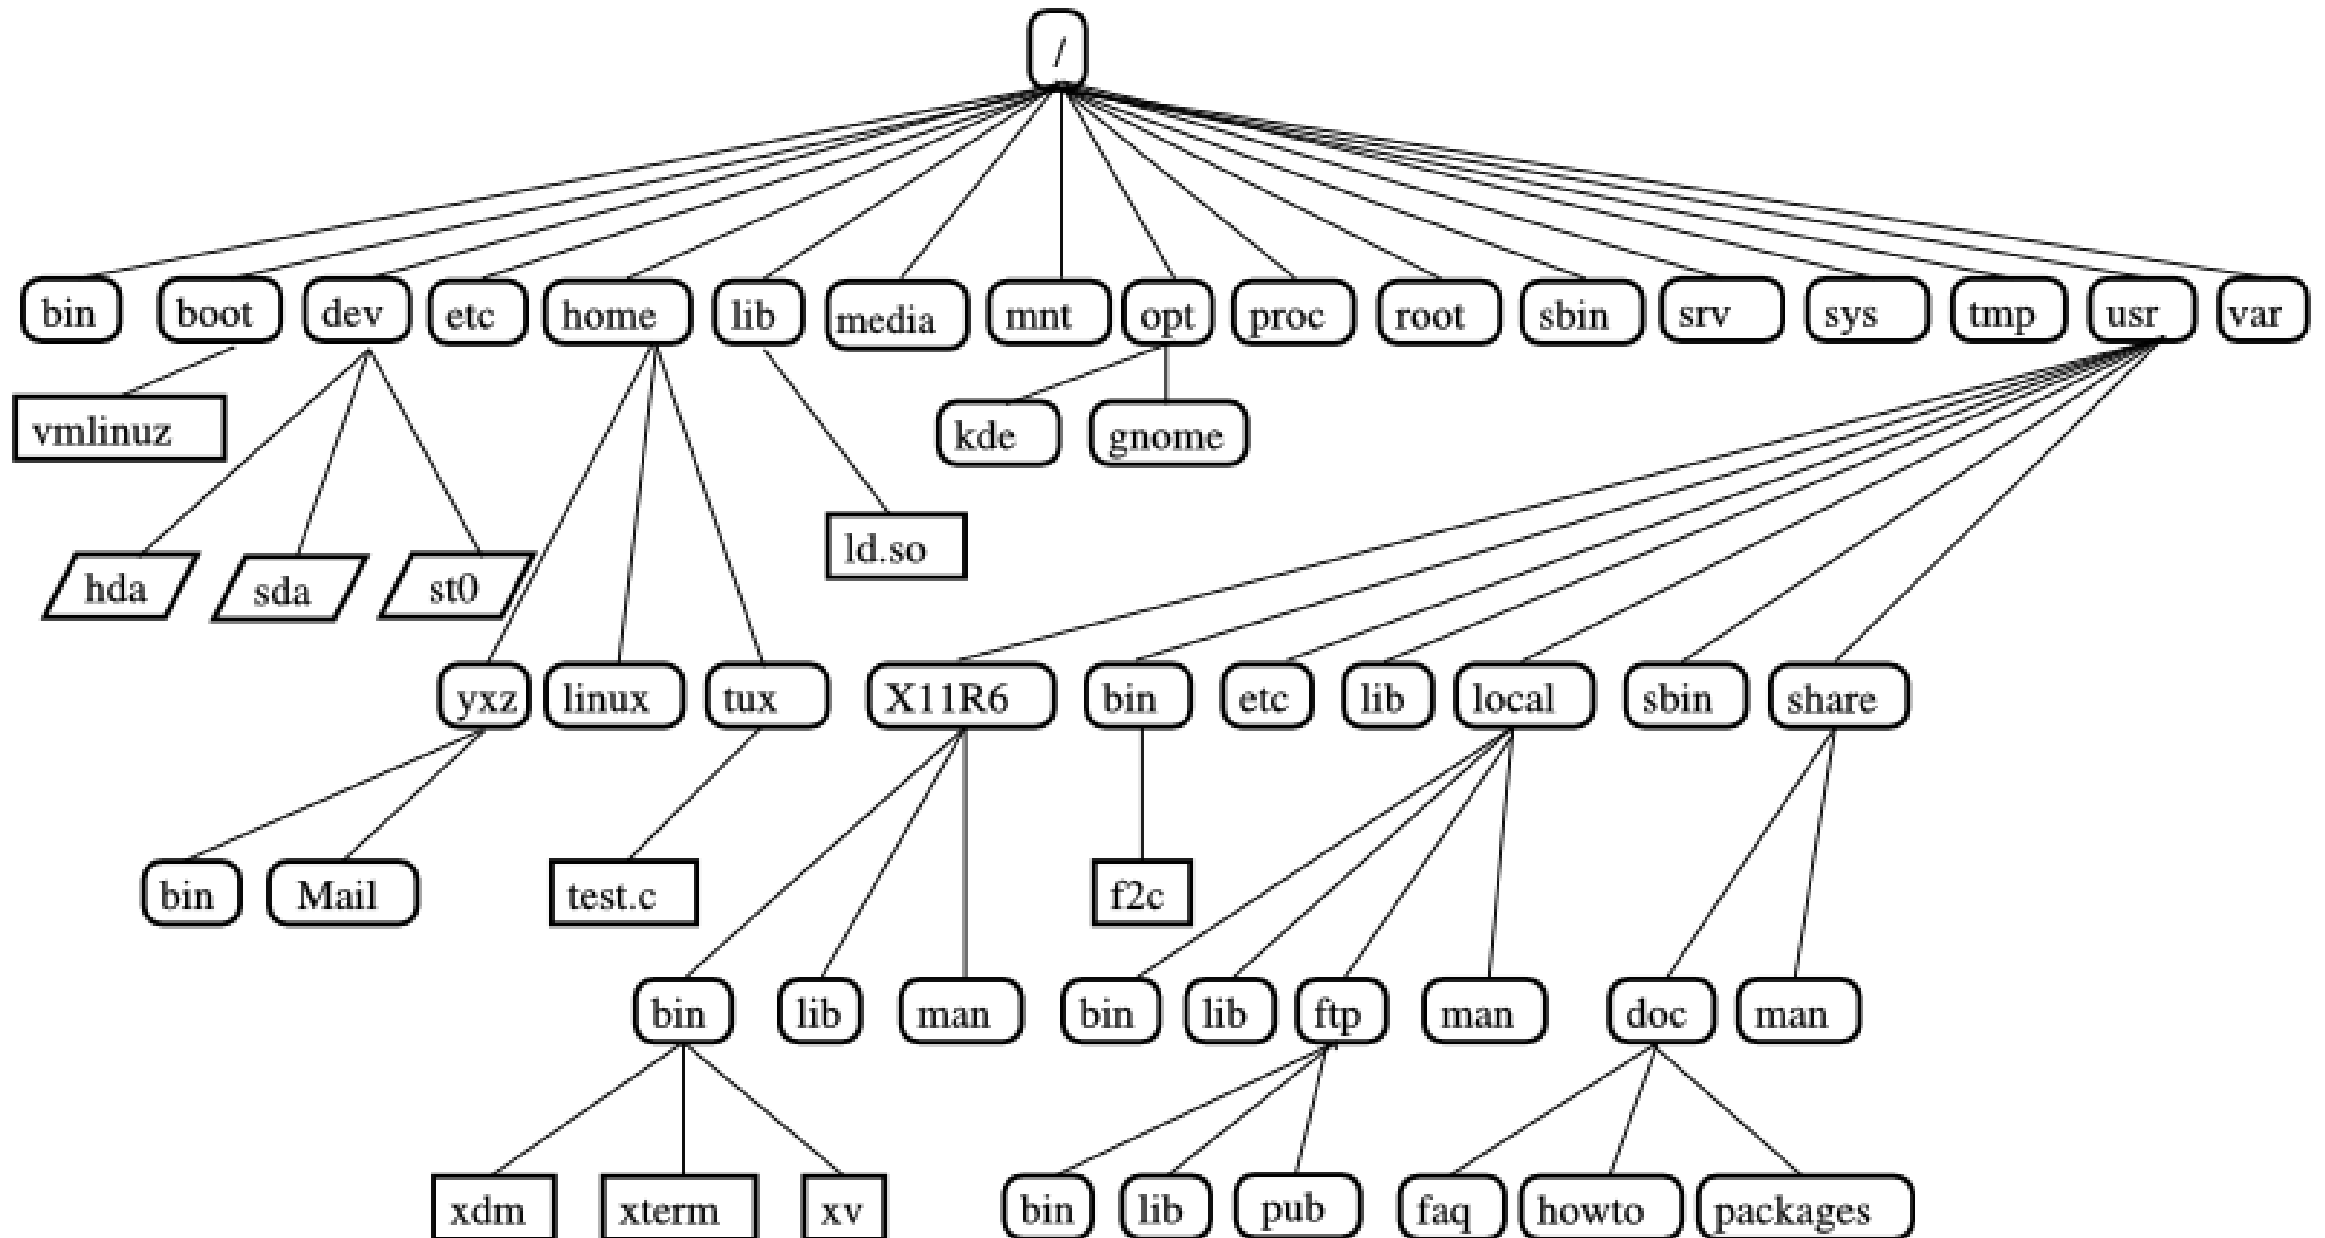 /
bin boot dev etc home lib media mnt opt proc root sbin srv sys tmp usr var
vmlinuz kde gnome
hda sda st0 ld.so
yxz linux tux X11R6 bin etc lib local sbin share
bin Mail test.c f2c
bin lib man bin lib ftp man doc man
xdm xterm xv bin lib pub faq howto packages